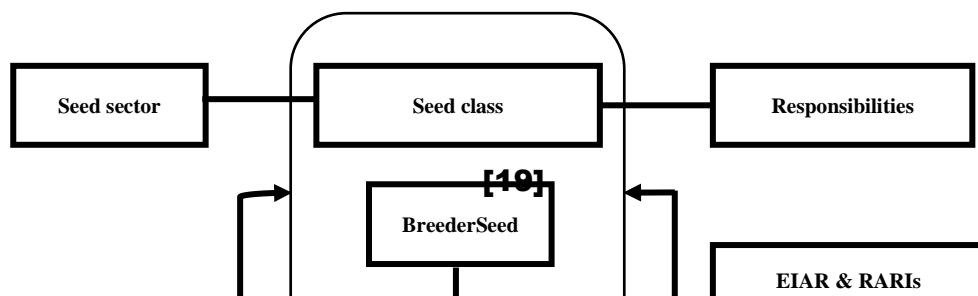 Seed sector
Seed class
Responsibilities
[19]
BreederSeed
EIAR & RARIs